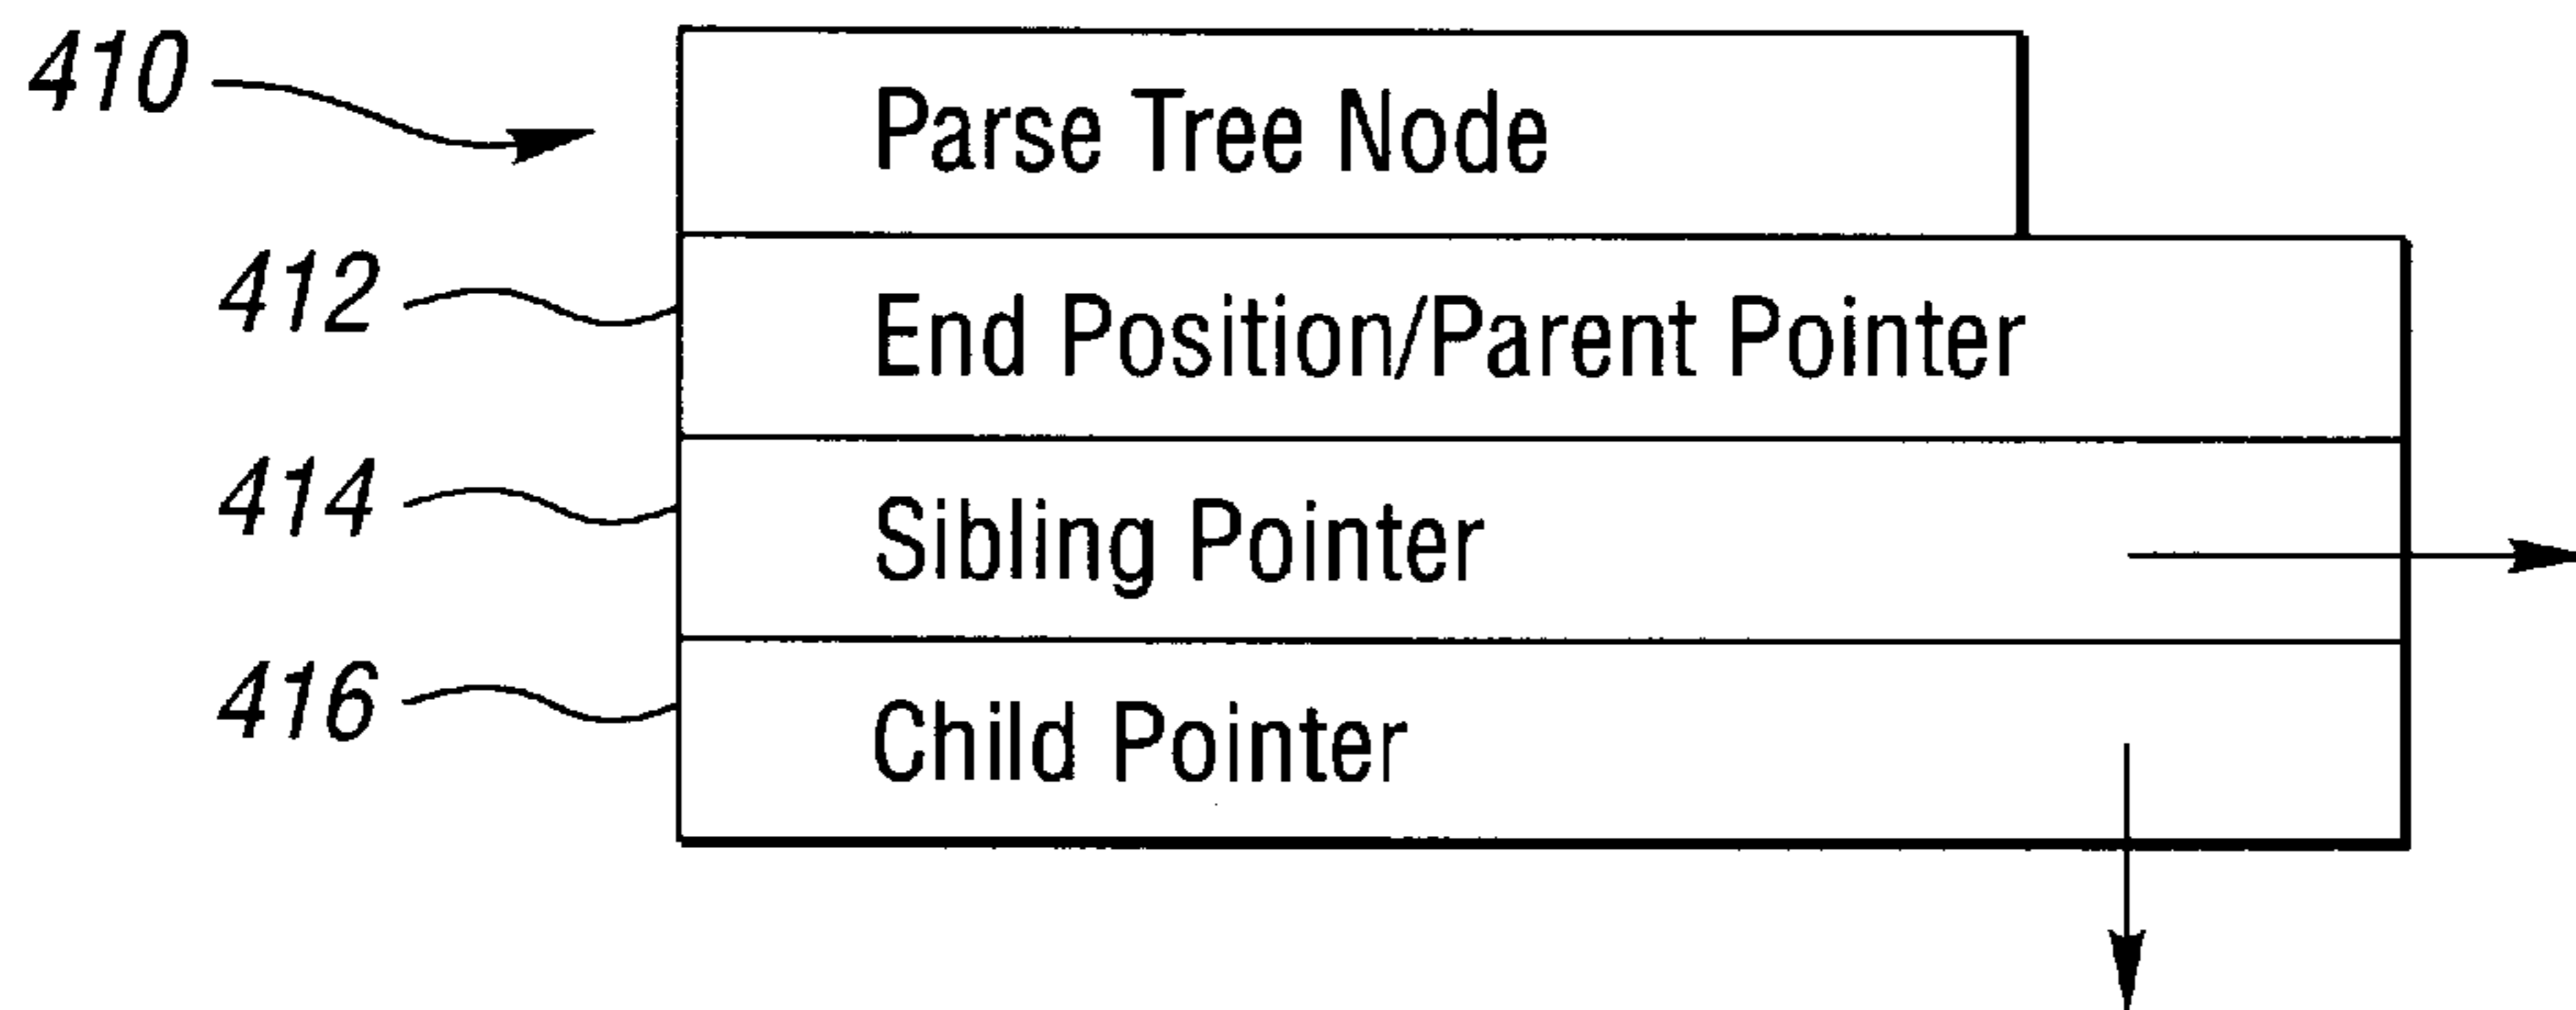 410
Parse Tree Node
412
End Position/Parent Pointer
414
Sibling Pointer
416
Child Pointer